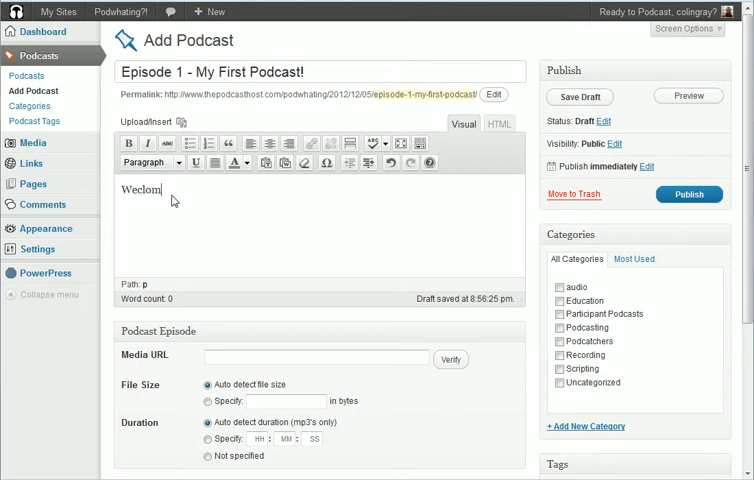 My Sites Podwhating?! + New Ready to Podcast, colingray?
Dashboard
Podcasts
Podcasts
Add Podcast
Categories
Podcast Tags
Media
Links
Pages
Comments
Appearance
Settings
PowerPress
Collapse menu
Screen Options
Add Podcast
Episode 1 - My First Podcast!
Permalink: http://www.thepodcasthost.com/podwhating/2012/12/05/episode-1-my-first-podcast/ Edit
Upload/Insert
Visual HTML
B I ABC ABC
Paragraph U A Ω ?
Weclom
Path: p
Word count: 0 Draft saved at 8:56:25 pm.
Podcast Episode
Media URL Verify
File Size Auto detect file size
Specify: in bytes
Duration Auto detect duration (mp3's only)
Specify: HH : MM : SS
Not specified
Publish
Save Draft Preview
Status: Draft Edit
Visibility: Public Edit
Publish immediately Edit
Move to Trash Publish
Categories
All Categories Most Used
audio
Education
Participant Podcasts
Podcasting
Podcatchers
Recording
Scripting
Uncategorized
+ Add New Category
Tags